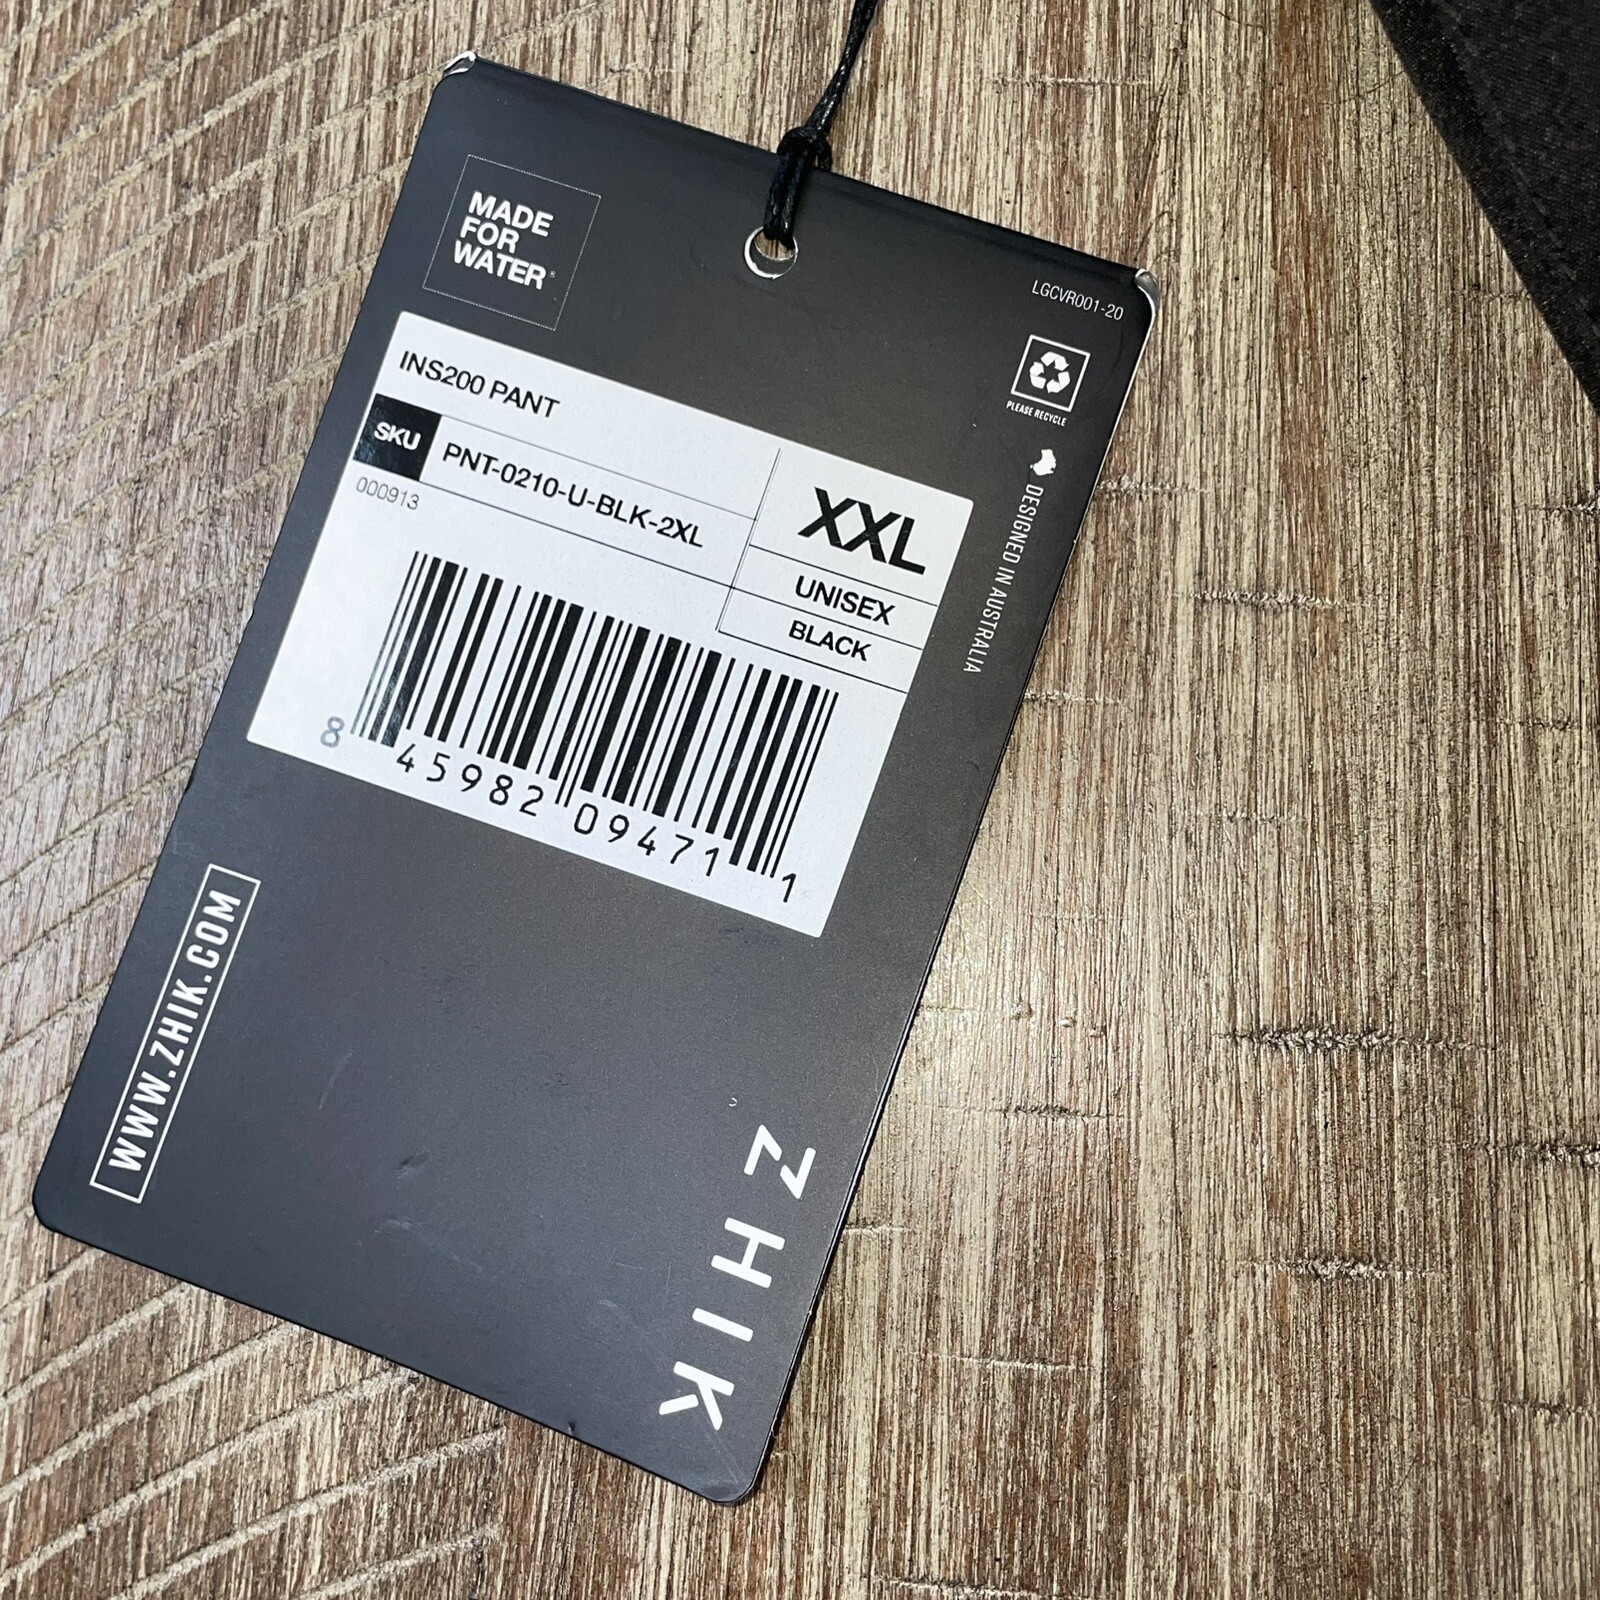 MADE
FOR
WATER®
LGCVR001-20
PLEASE RECYCLE
DESIGNED IN AUSTRALIA
INS200 PANT
SKU
PNT-0210-U-BLK-2XL
000913
XXL
UNISEX
BLACK
8 45982 09471 1
WWW.ZHIK.COM
ZHIK